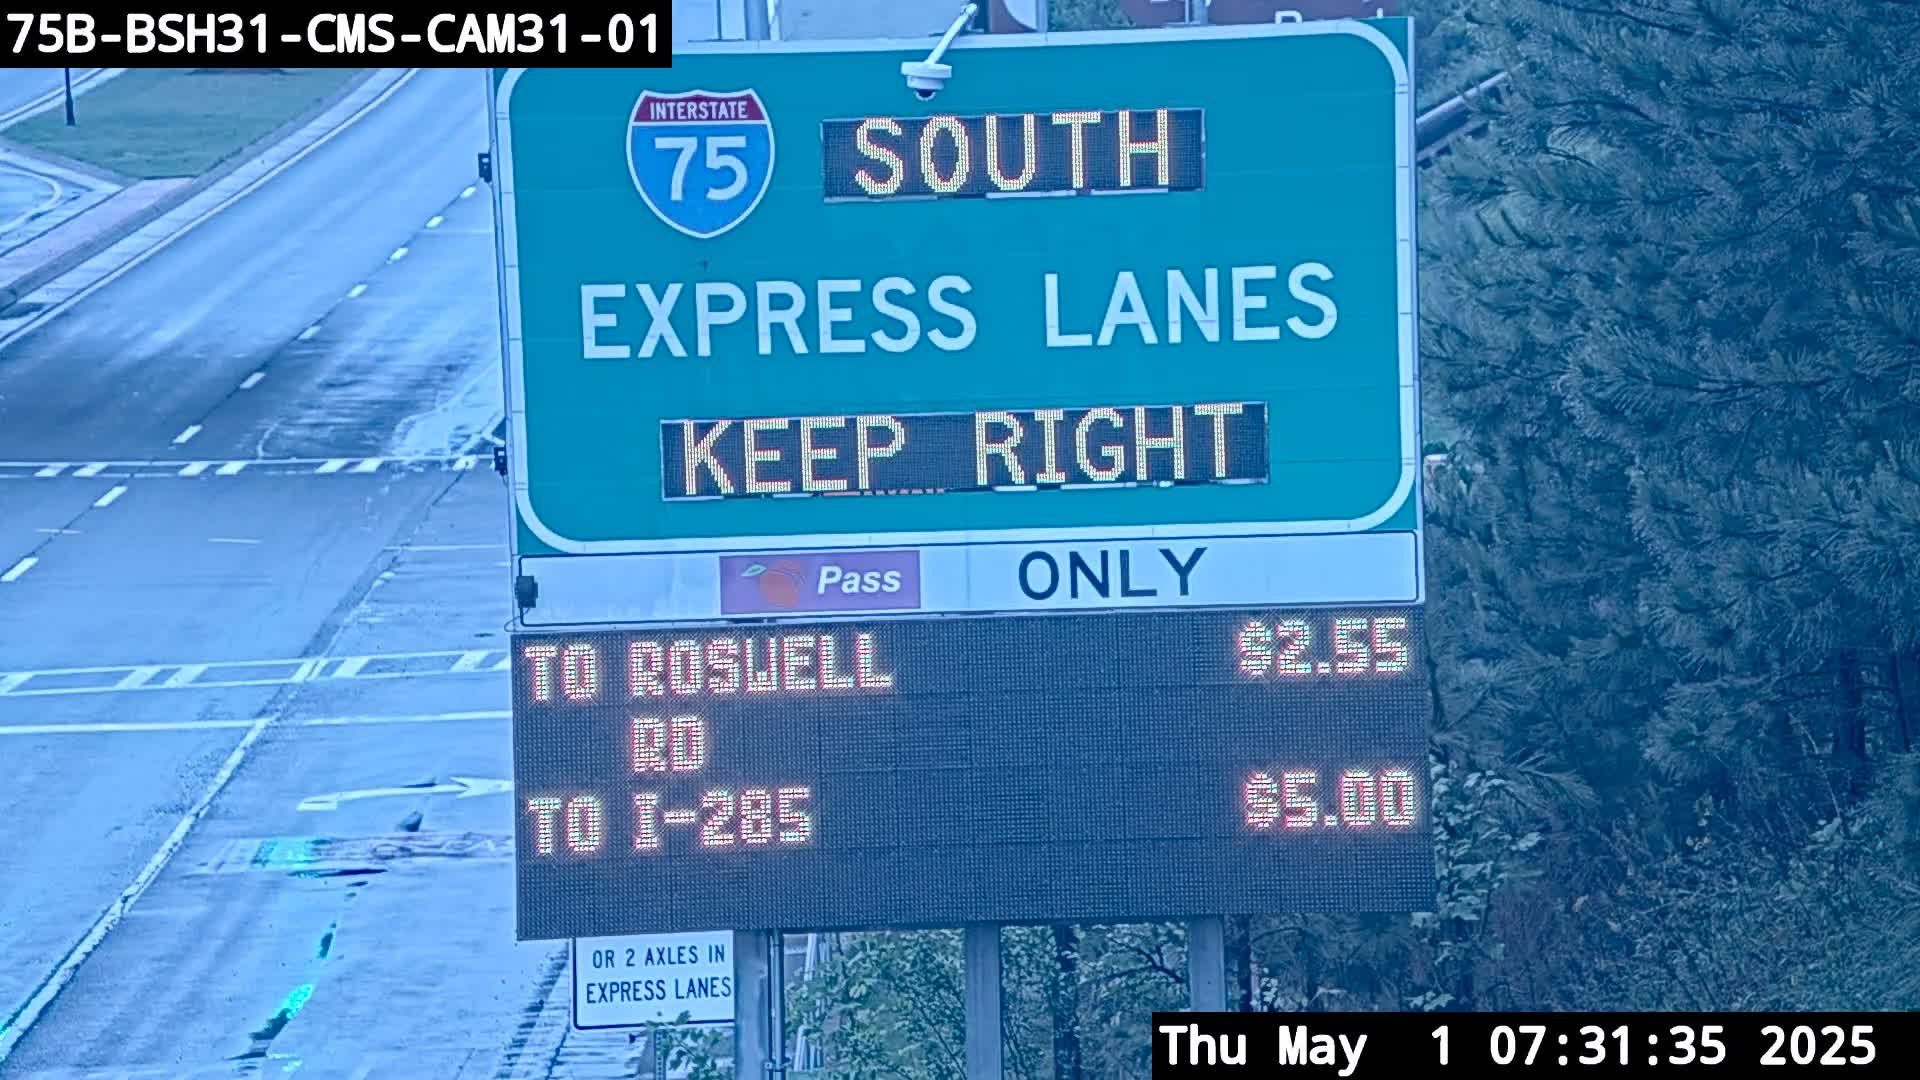 75B-BSH31-CMS-CAM31-01
INTERSTATE
75
SOUTH
EXPRESS LANES
KEEP RIGHT
Pass ONLY
TO ROSWELL $2.55
RD
TO I-285 $5.00
OR 2 AXLES IN
EXPRESS LANES
Thu May 1 07:31:35 2025